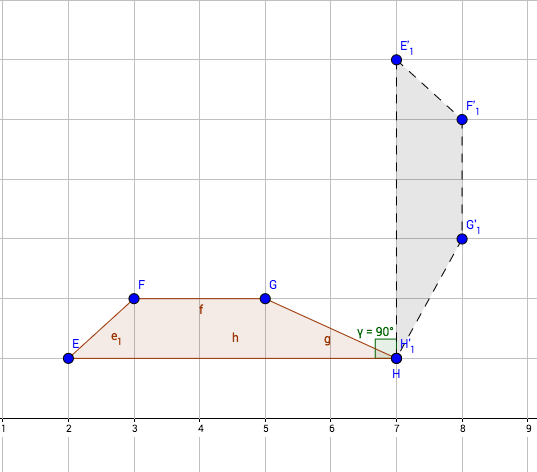 E'₁
F'₁
G'₁
F
G
f
γ = 90°
E
e₁
h
g
H'₁
H
1
2
3
4
5
6
7
8
9